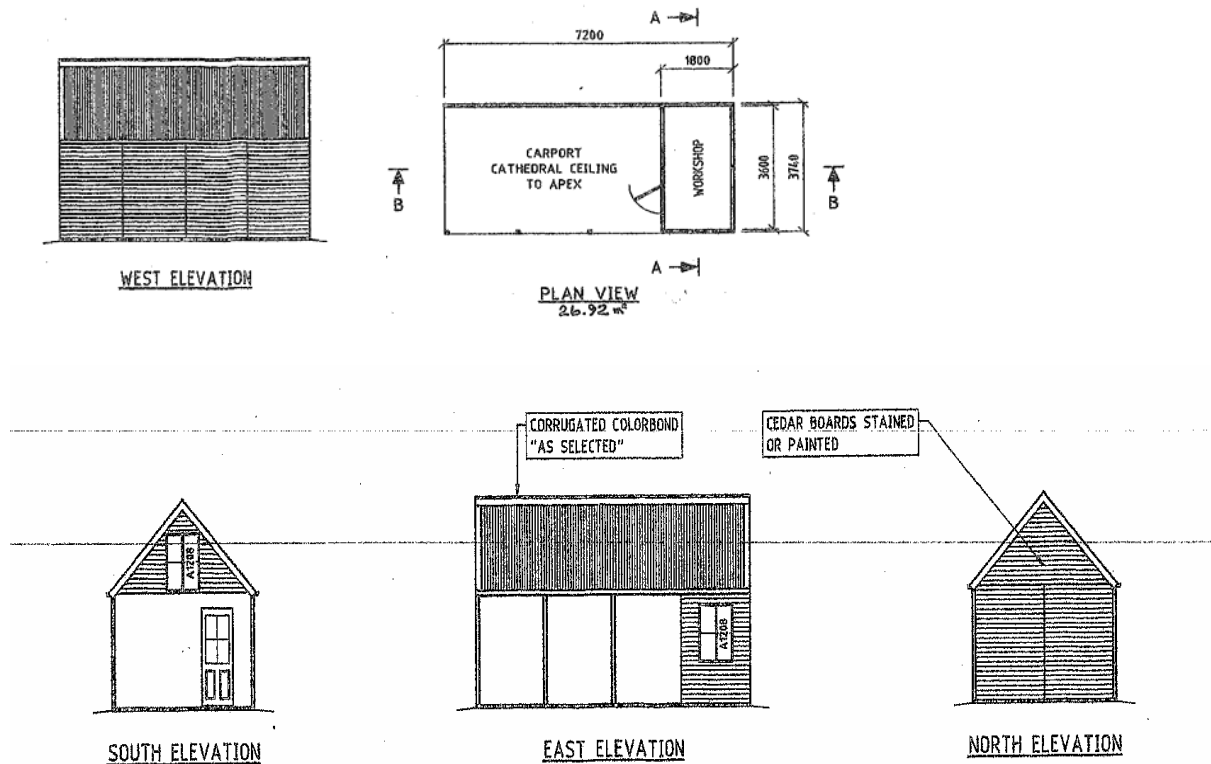 A
7200
1800
CARPORT
CATHEDRAL CEILING
TO APEX
WORKSHOP
3600
3740
B
B
A
WEST ELEVATION
PLAN VIEW
26.92 m²
CORRUGATED COLORBOND
"AS SELECTED"
CEDAR BOARDS STAINED
OR PAINTED
A1208
A1208
SOUTH ELEVATION
EAST ELEVATION
NORTH ELEVATION